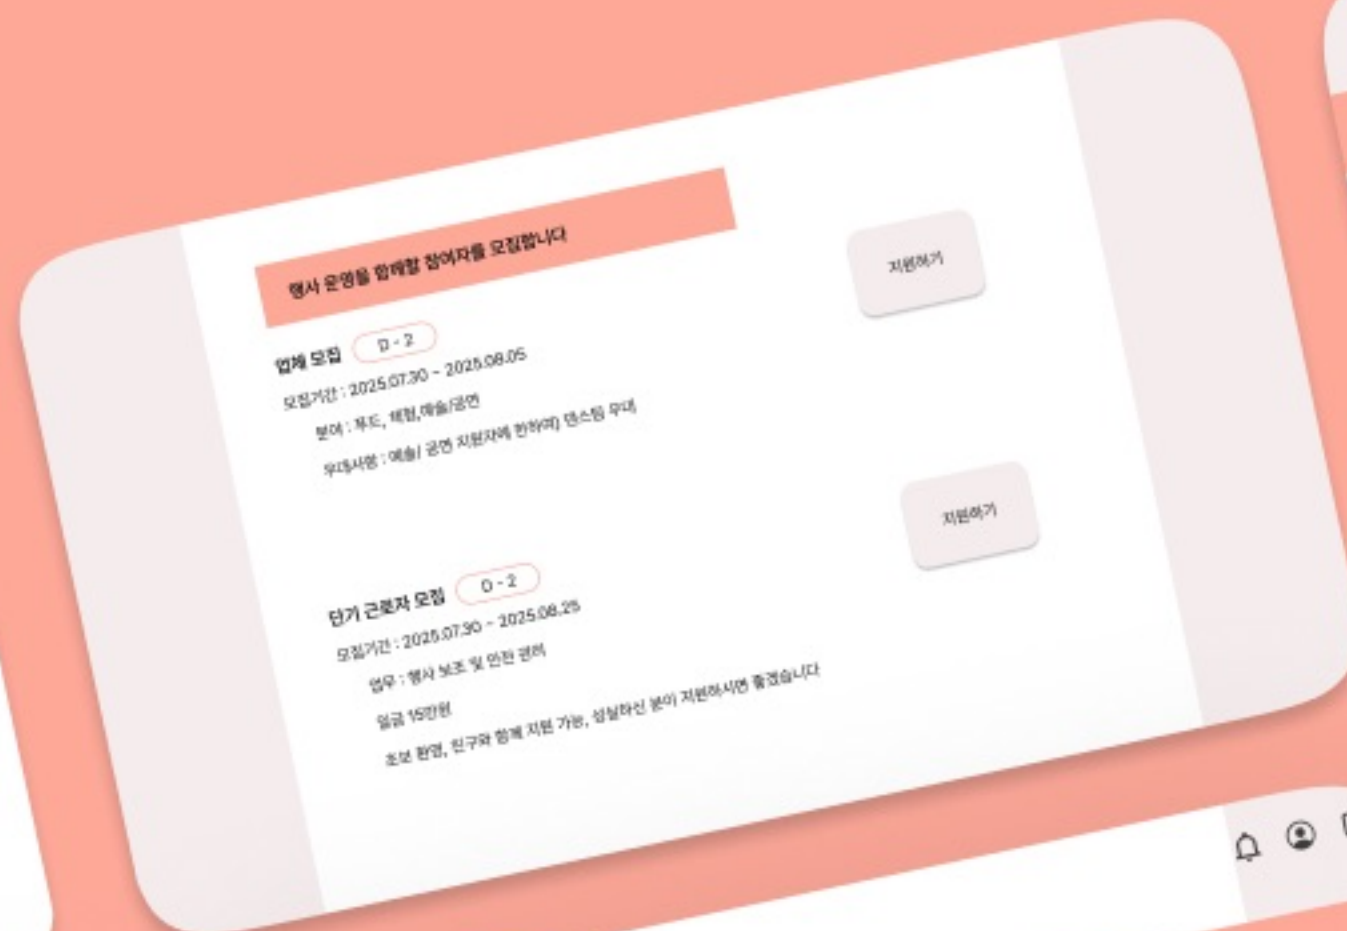 행사 운영을 함께할 참여자를 모집합니다
업체 모집 D - 2
모집기간 : 2025.07.30 ~ 2025.08.05
분야 : 푸드, 체험,예술/공연
우대사항 : 예술/ 공연 지원자에 한하여) 댄스팀 우대
지원하기
단기 근로자 모집 D - 2
모집기간 : 2025.07.30 ~ 2025.08.25
업무 : 행사 보조 및 안전 관리
일급 15만원
초보 환영, 친구와 함께 지원 가능, 성실하신 분이 지원하시면 좋겠습니다
지원하기